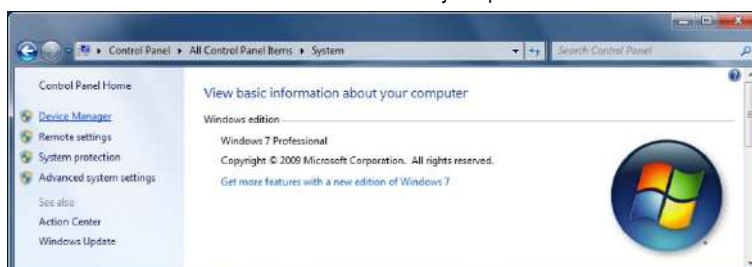 Control Panel ▸ All Control Panel Items ▸ System
Search Control Panel
Control Panel Home
Device Manager
Remote settings
System protection
Advanced system settings
See also
Action Center
Windows Update
View basic information about your computer
Windows edition
Windows 7 Professional
Copyright © 2009 Microsoft Corporation. All rights reserved.
Get more features with a new edition of Windows 7